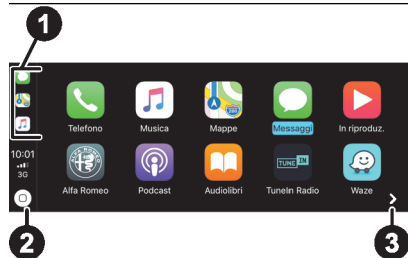 1
Telefono Musica Mappe Messaggi In riproduz.
10:01
3G
TUNE IN
Alfa Romeo Podcast Audiolibri TuneIn Radio Waze
2
3